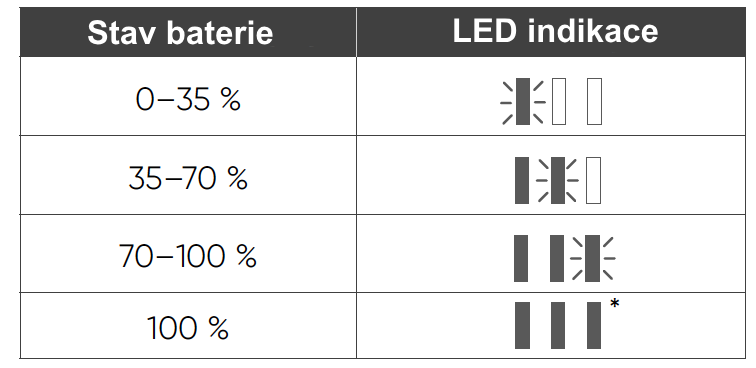 Stav baterie LED indikace
0–35 %
35–70 %
70–100 %
100 % *